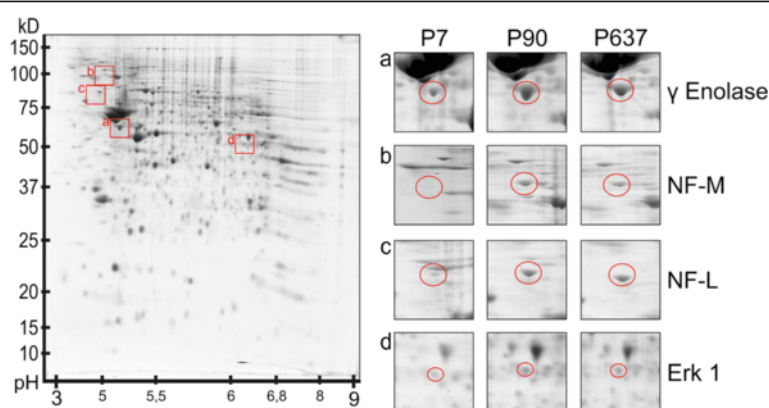 kD
150
100
75
50
37
25
20
15
10
pH
3 5 5,5 6 6,8 8 9
b
c
a
d
P7 P90 P637
a γ Enolase
b NF-M
c NF-L
d Erk 1